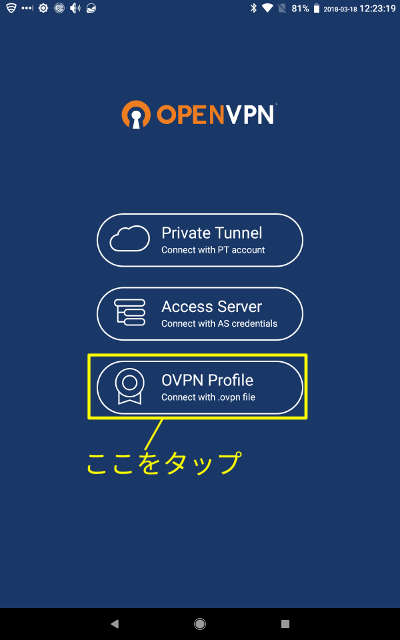 81% 2018-03-18 12:23:19
OPENVPN
Private Tunnel
Connect with PT account
Access Server
Connect with AS credentials
OVPN Profile
Connect with .ovpn file
ここをタップ